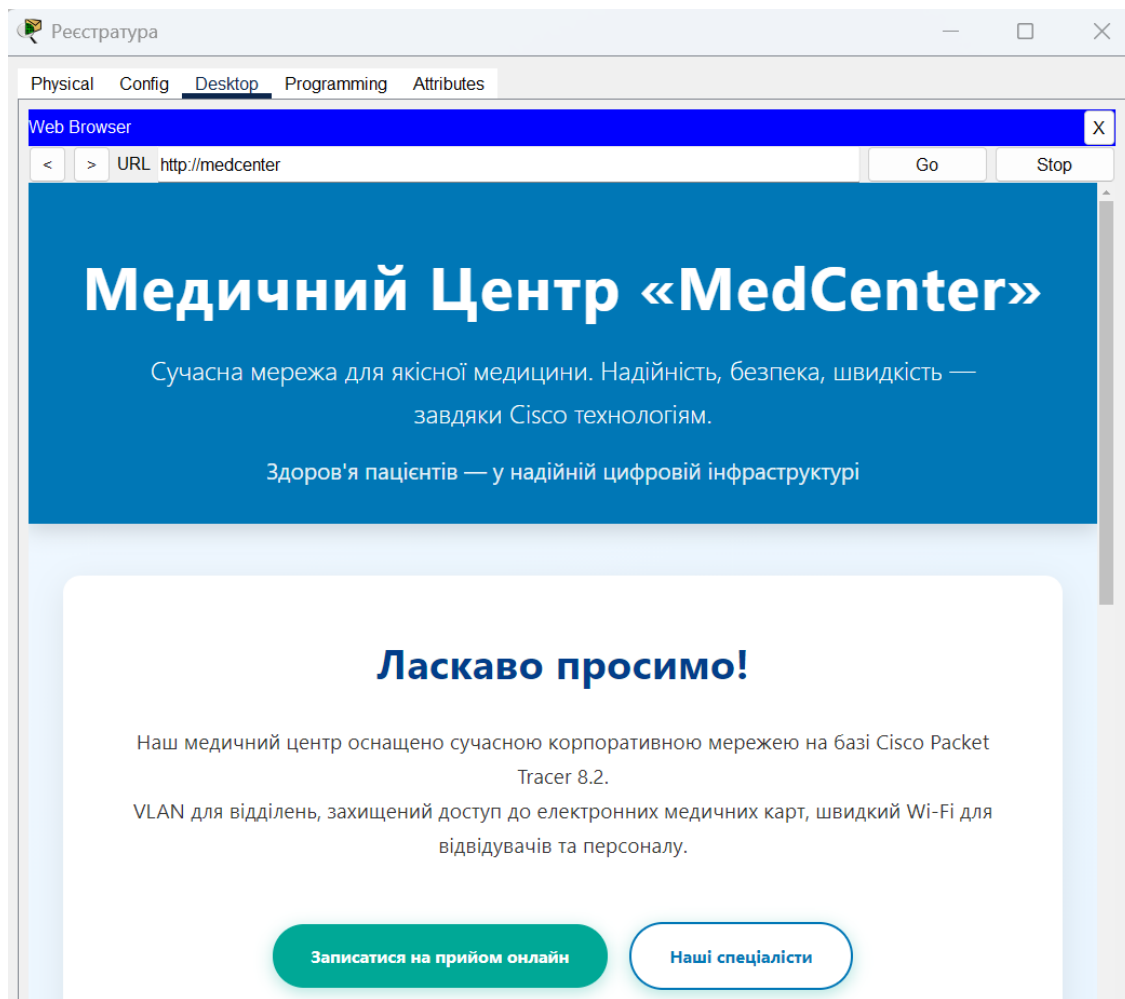 Реєстратура
Physical Config Desktop Programming Attributes
Web Browser
X
< > URL http://medcenter Go Stop
Медичний Центр «MedCenter»
Сучасна мережа для якісної медицини. Надійність, безпека, швидкість —
завдяки Cisco технологіям.
Здоров'я пацієнтів — у надійній цифровій інфраструктурі
Ласкаво просимо!
Наш медичний центр оснащено сучасною корпоративною мережею на базі Cisco Packet
Tracer 8.2.
VLAN для відділень, захищений доступ до електронних медичних карт, швидкий Wi-Fi для
відвідувачів та персоналу.
Записатися на прийом онлайн
Наші спеціалісти